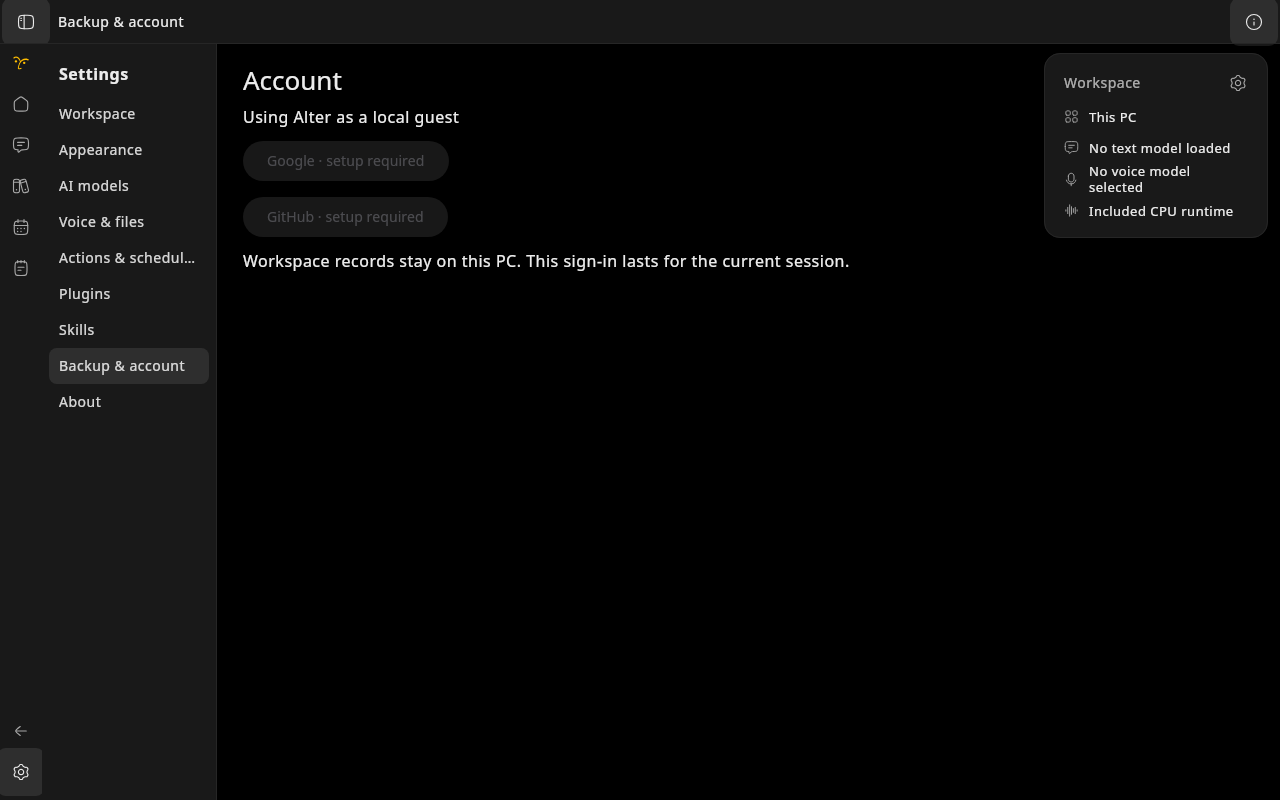 Backup & account
Settings
Workspace
Appearance
AI models
Voice & files
Actions & schedul...
Plugins
Skills
Backup & account
About
Account
Using Alter as a local guest
Google · setup required
GitHub · setup required
Workspace records stay on this PC. This sign-in lasts for the current session.
Workspace
This PC
No text model loaded
No voice model
selected
Included CPU runtime